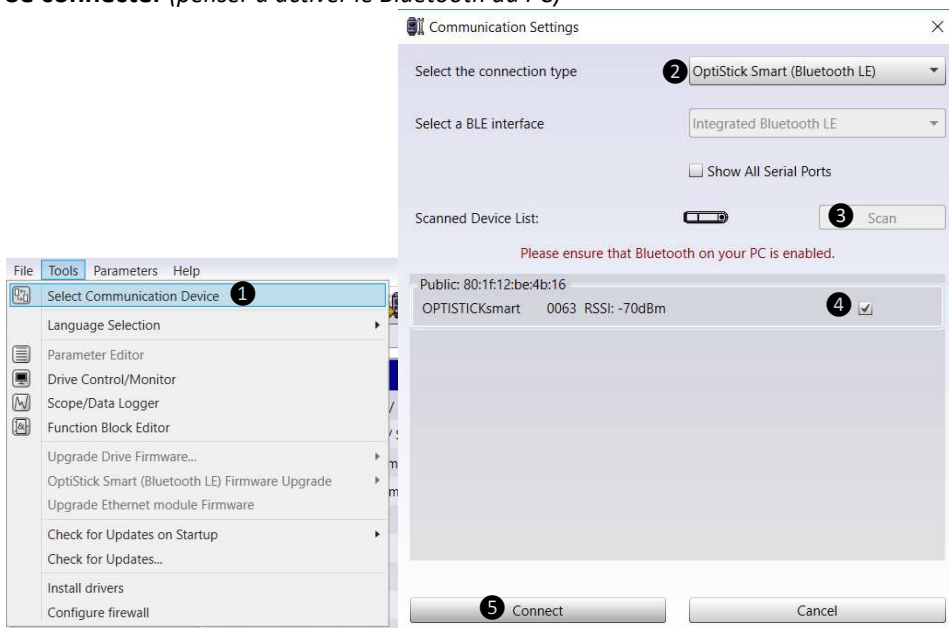 Se connecter (penser à activer le Bluetooth du PC)
Communication Settings
Select the connection type
2 OptiStick Smart (Bluetooth LE)
Select a BLE interface
Integrated Bluetooth LE
Show All Serial Ports
Scanned Device List:
3 Scan
Please ensure that Bluetooth on your PC is enabled.
Public: 80:1f:12:be:4b:16
OPTISTICKsmart 0063 RSSI: -70dBm 4
5 Connect
Cancel
File Tools Parameters Help
Select Communication Device 1
Language Selection
Parameter Editor
Drive Control/Monitor
Scope/Data Logger
Function Block Editor
Upgrade Drive Firmware...
OptiStick Smart (Bluetooth LE) Firmware Upgrade
Upgrade Ethernet module Firmware
Check for Updates on Startup
Check for Updates...
Install drivers
Configure firewall